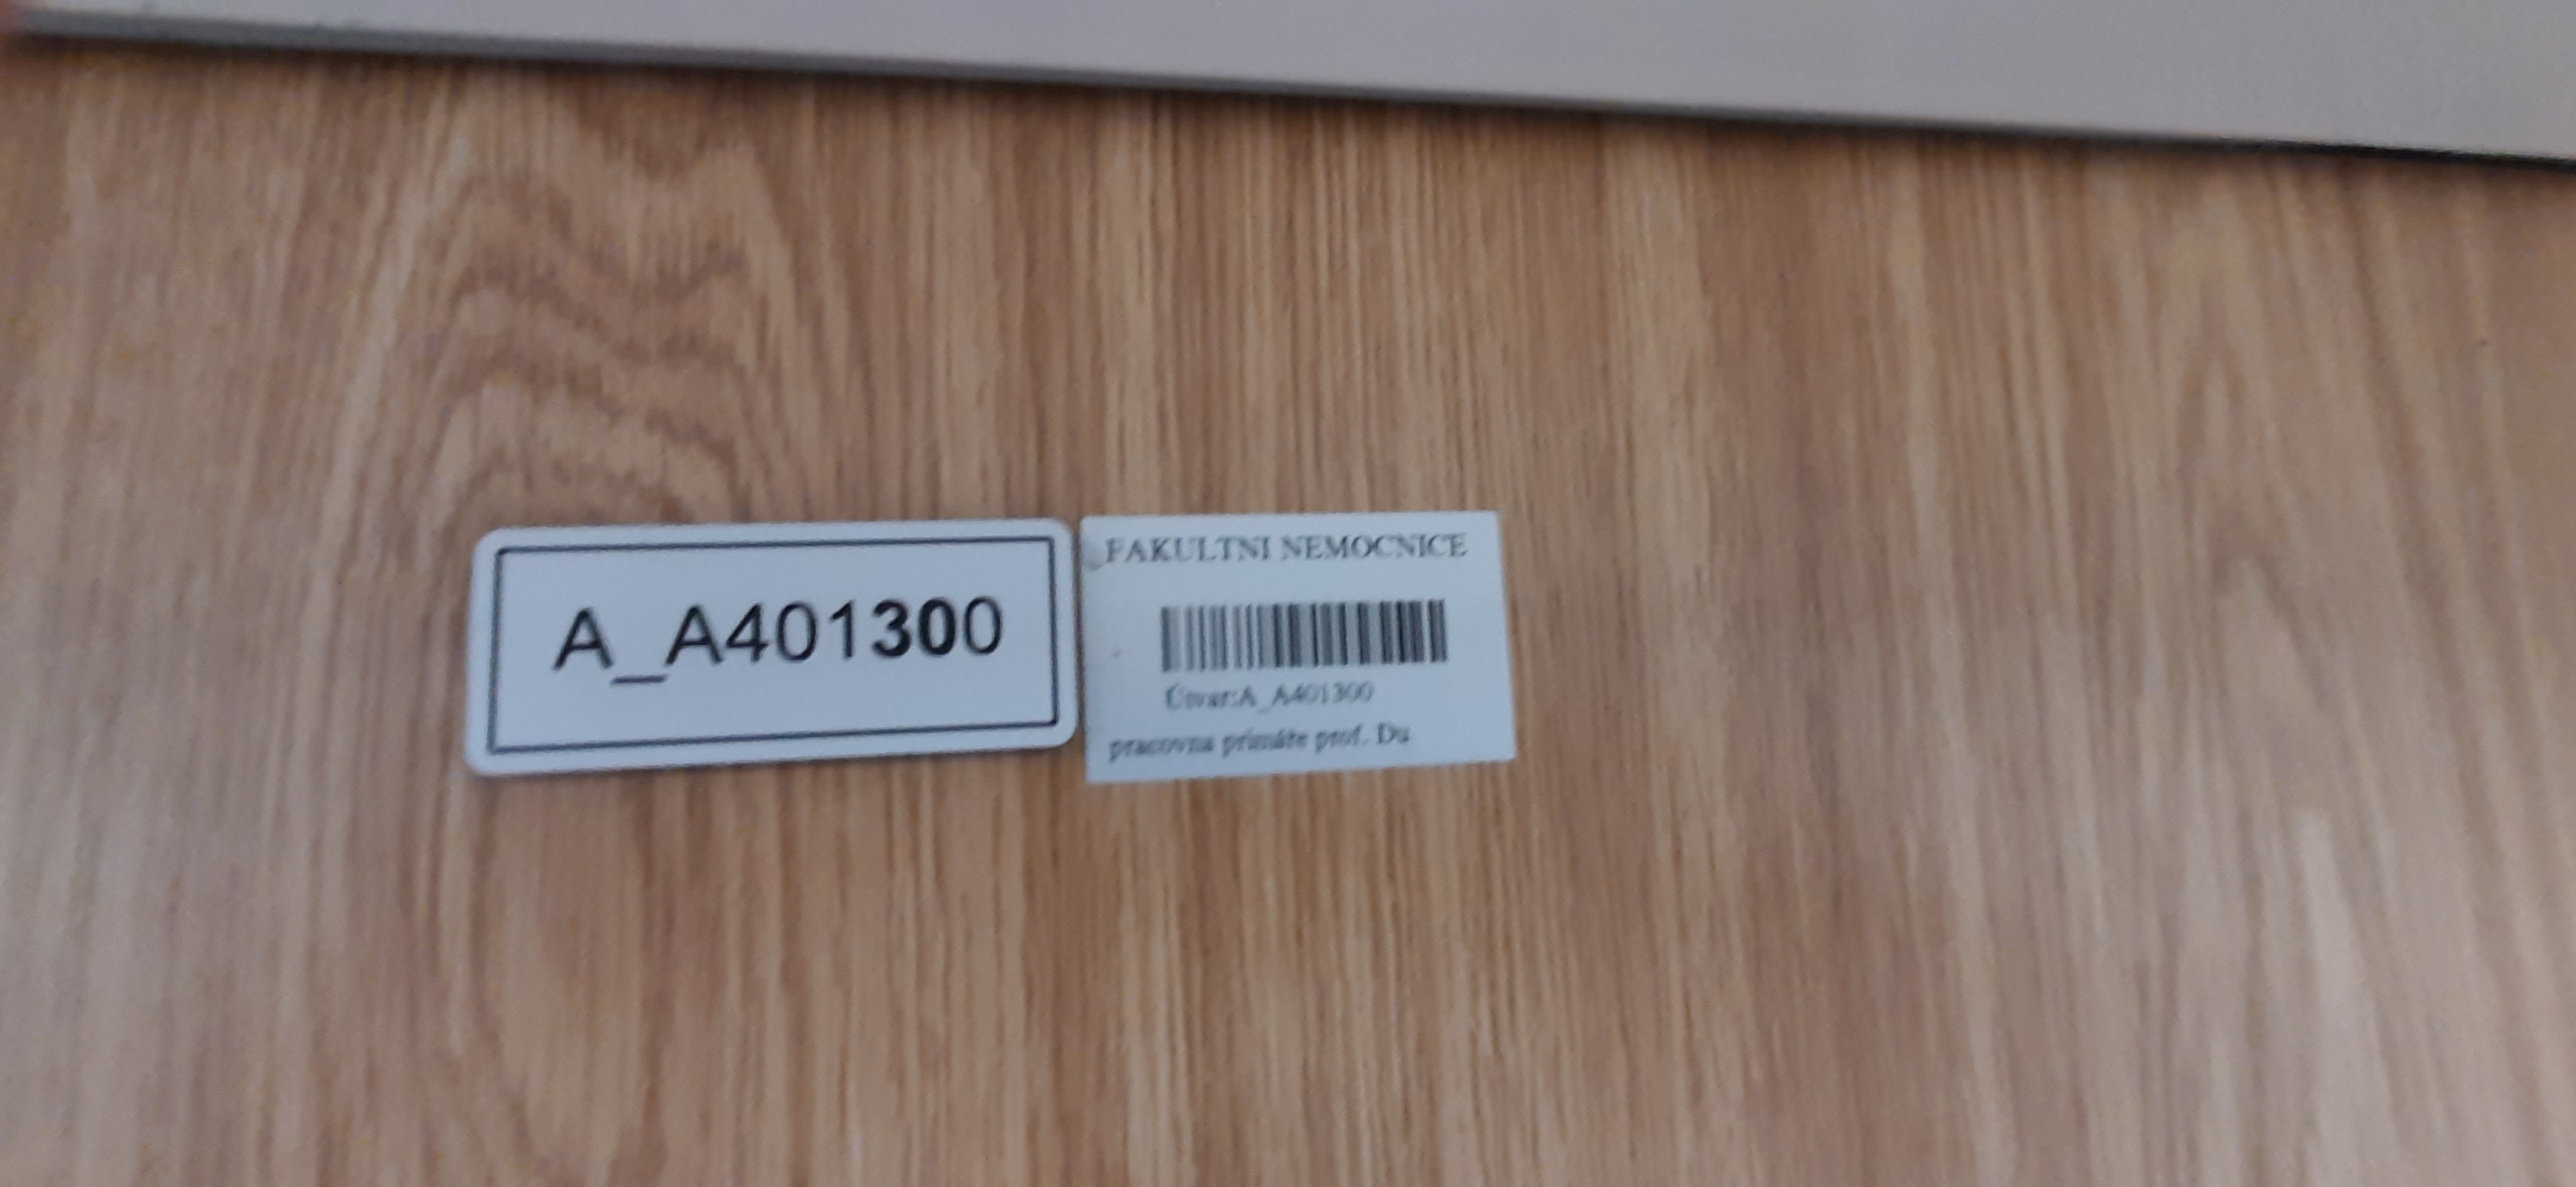 A_A401300
FAKULTNI NEMOCNICE
Útvar:A_A401300
pracovna primáře prof. Du